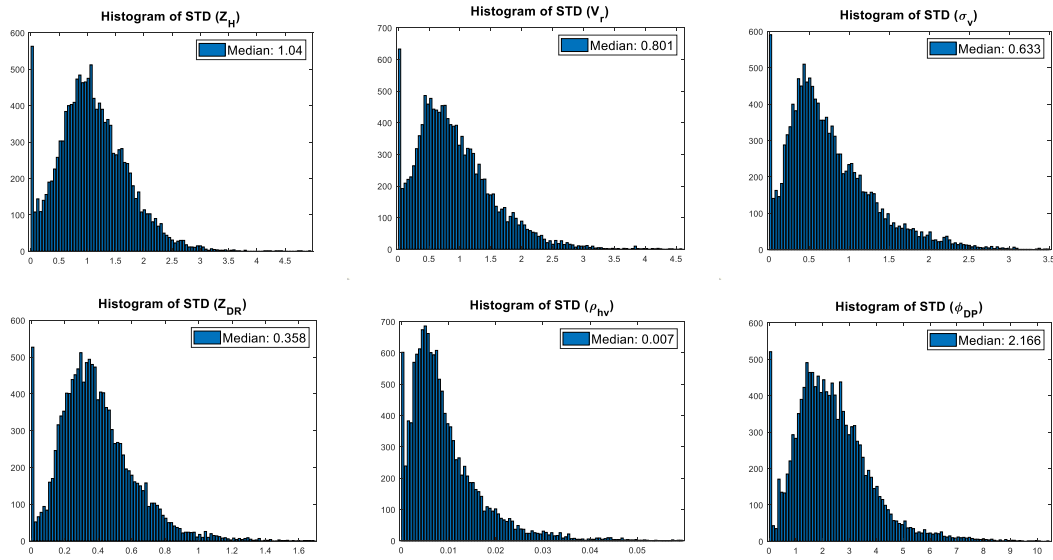 Histogram of STD (Z_H)
Median: 1.04
600
500
400
300
200
100
0
0 0.5 1 1.5 2 2.5 3 3.5 4 4.5
Histogram of STD (V_r)
Median: 0.801
700
600
500
400
300
200
100
0
0 0.5 1 1.5 2 2.5 3 3.5 4 4.5
Histogram of STD (σ_v)
Median: 0.633
600
500
400
300
200
100
0
0 0.5 1 1.5 2 2.5 3 3.5
Histogram of STD (Z_DR)
Median: 0.358
600
500
400
300
200
100
0
0.2 0.4 0.6 0.8 1 1.2 1.4 1.6
Histogram of STD (ρ_hv)
Median: 0.007
700
600
500
400
300
200
100
0
0 0.01 0.02 0.03 0.04 0.05
Histogram of STD (ϕ_DP)
Median: 2.166
600
500
400
300
200
100
0
0 1 2 3 4 5 6 7 8 9 10